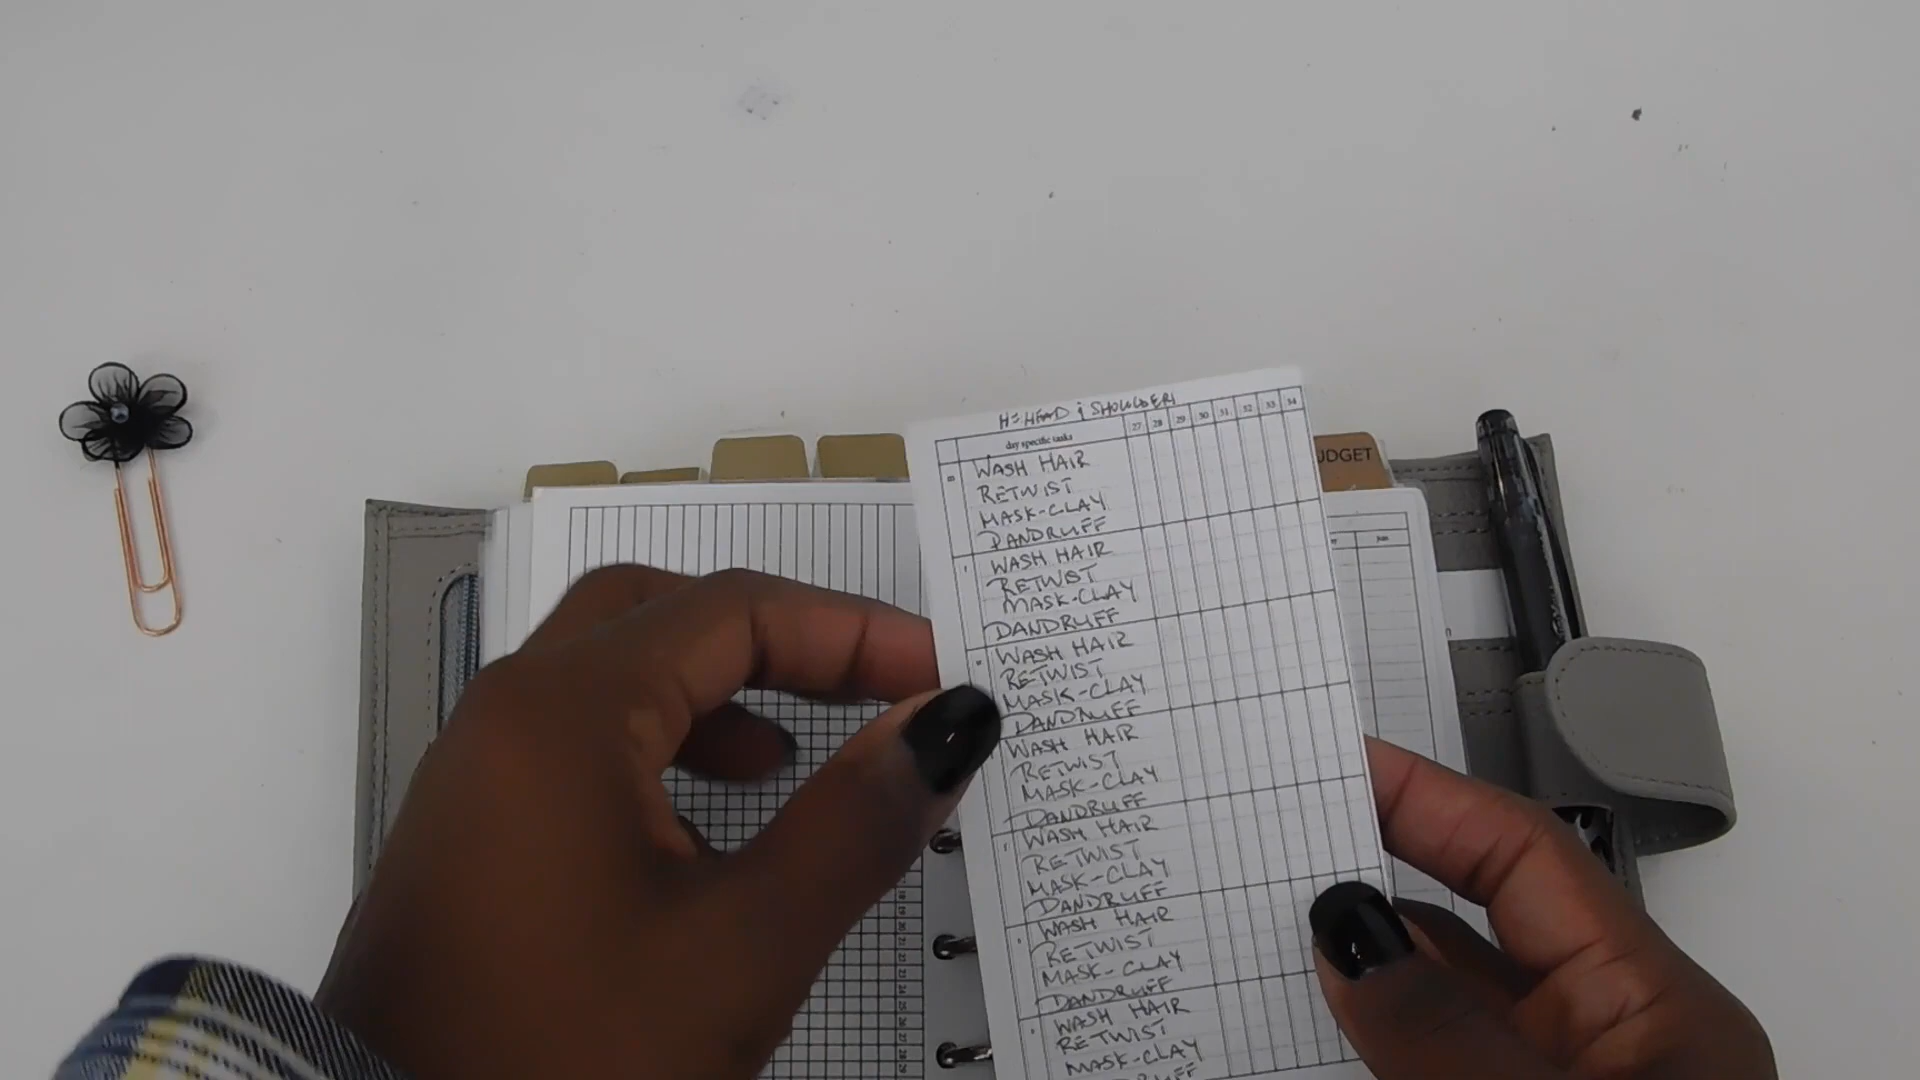 H = HEAD & SHOULDERS
day specific tasks 27 28 29 30 31 32 33 34
WASH HAIR
RETWIST
MASK-CLAY
DANDRUFF
WASH HAIR
RETWIST
MASK-CLAY
DANDRUFF
WASH HAIR
RETWIST
MASK-CLAY
DANDRUFF
WASH HAIR
RETWIST
MASK-CLAY
DANDRUFF
WASH HAIR
RETWIST
MASK-CLAY
DANDRUFF
WASH HAIR
RETWIST
MASK-CLAY
DANDRUFF
WASH HAIR
RETWIST
MASK-CLAY
UDGET